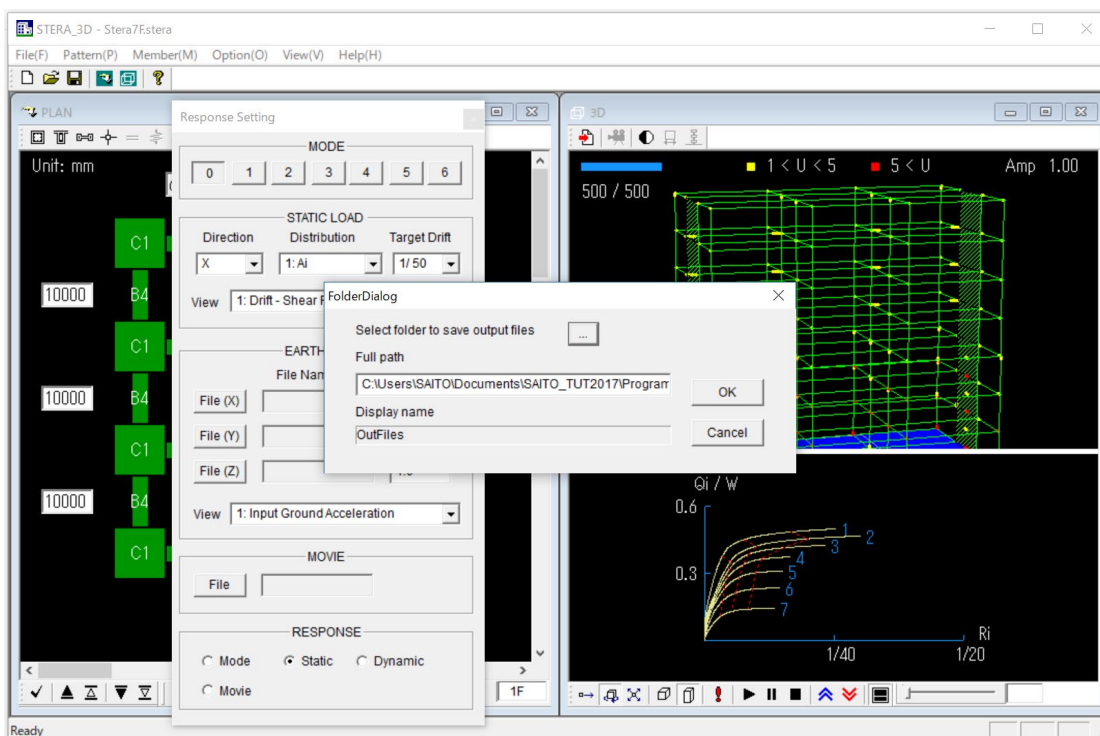 STERA_3D - Stera7F.stera
File(F) Pattern(P) Member(M) Option(O) View(V) Help(H)
PLAN
Unit: mm
C1
10000 B4
C1
10000 B4
C1
10000 B4
C1
1F
Response Setting
MODE
0 1 2 3 4 5 6
STATIC LOAD
Direction Distribution Target Drift
X 1: Ai 1/ 50
View 1: Drift - Shear
EARTH
File (X)
File (Y)
File (Z)
View 1: Input Ground Acceleration
MOVIE
File
RESPONSE
Mode Static Dynamic
Movie
FolderDialog
Select folder to save output files ...
Full path
C:\Users\SAITO\Documents\SAITO_TUT2017\Program
OK
Display name
OutFiles
Cancel
3D
1 < U < 5 5 < U Amp 1.00
500 / 500
Qi / W
0.6
0.3
1
2
3
4
5
6
7
Ri
1/40 1/20
Ready